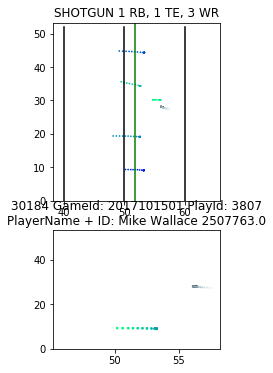 SHOTGUN 1 RB, 1 TE, 3 WR
50
40
30
20
10
0
40 50 60
30184 GameId: 2017101501 PlayId: 3807
PlayerName + ID: Mike Wallace 2507763.0
40
20
0
50 55